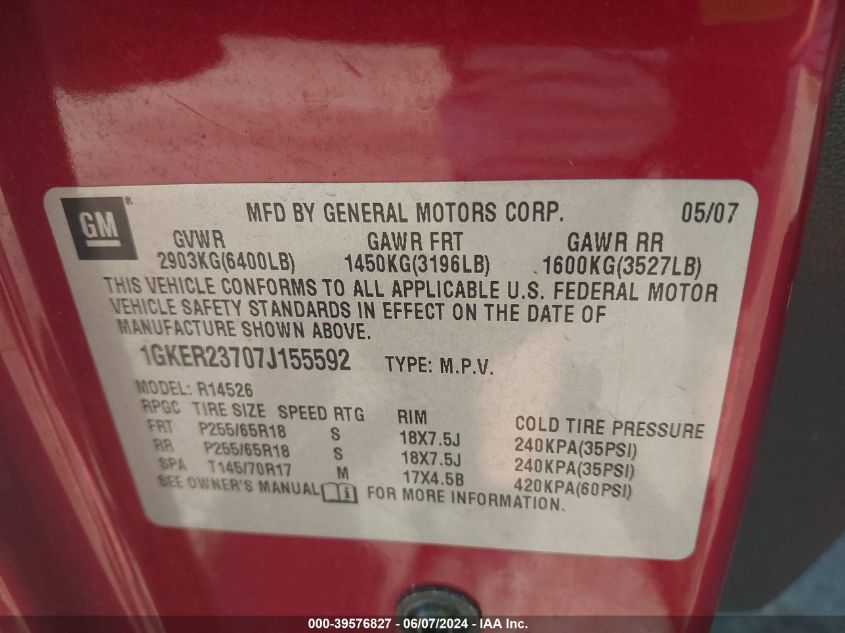 GM®
MFD BY GENERAL MOTORS CORP. 05/07
GVWR GAWR FRT GAWR RR
2903KG(6400LB) 1450KG(3196LB) .1600KG(3527LB)
THIS VEHICLE CONFORMS TO ALL APPLICABLE U.S. FEDERAL MOTOR
VEHICLE SAFETY STANDARDS IN EFFECT ON THE DATE OF
MANUFACTURE SHOWN ABOVE.
1GKER23707J155592 TYPE: M.P.V.
MODEL: R14526
RPGC TIRE SIZE SPEED RTG RIM COLD TIRE PRESSURE
FRT P255/65R18 S 18X7.5J 240KPA(35PSI)
RR P255/65R18 S 18X7.5J 240KPA(35PSI)
SPA T145/70R17 M 17X4.5B 420KPA(60PSI)
SEE OWNER'S MANUAL i FOR MORE INFORMATION.
000-39576827 - 06/07/2024 - IAA Inc.